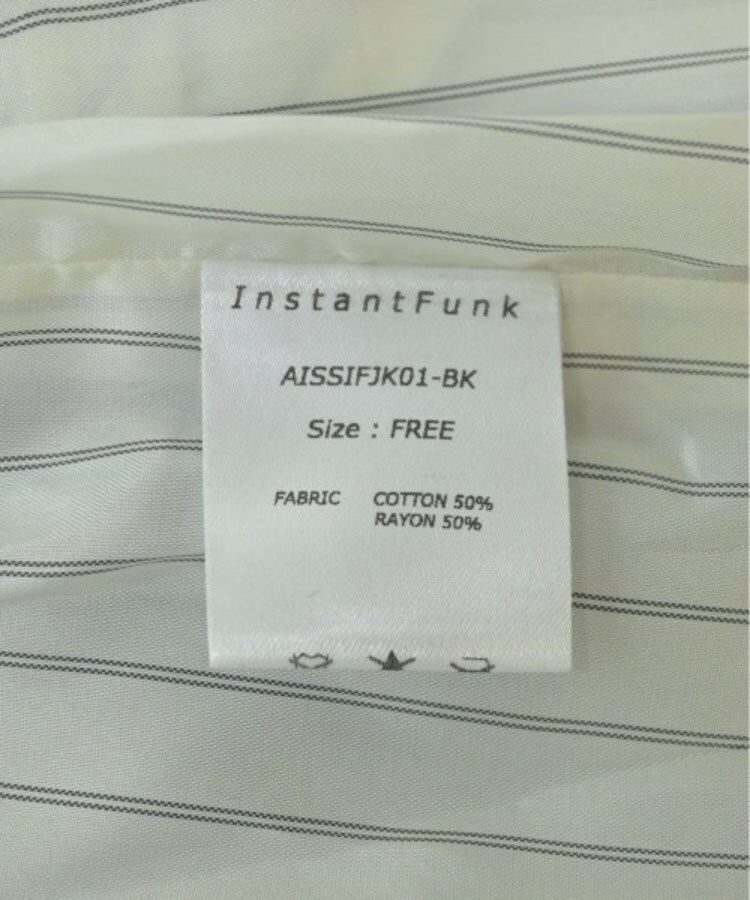 InstantFunk
AISSIFJK01-BK
Size : FREE
FABRIC COTTON 50%
RAYON 50%